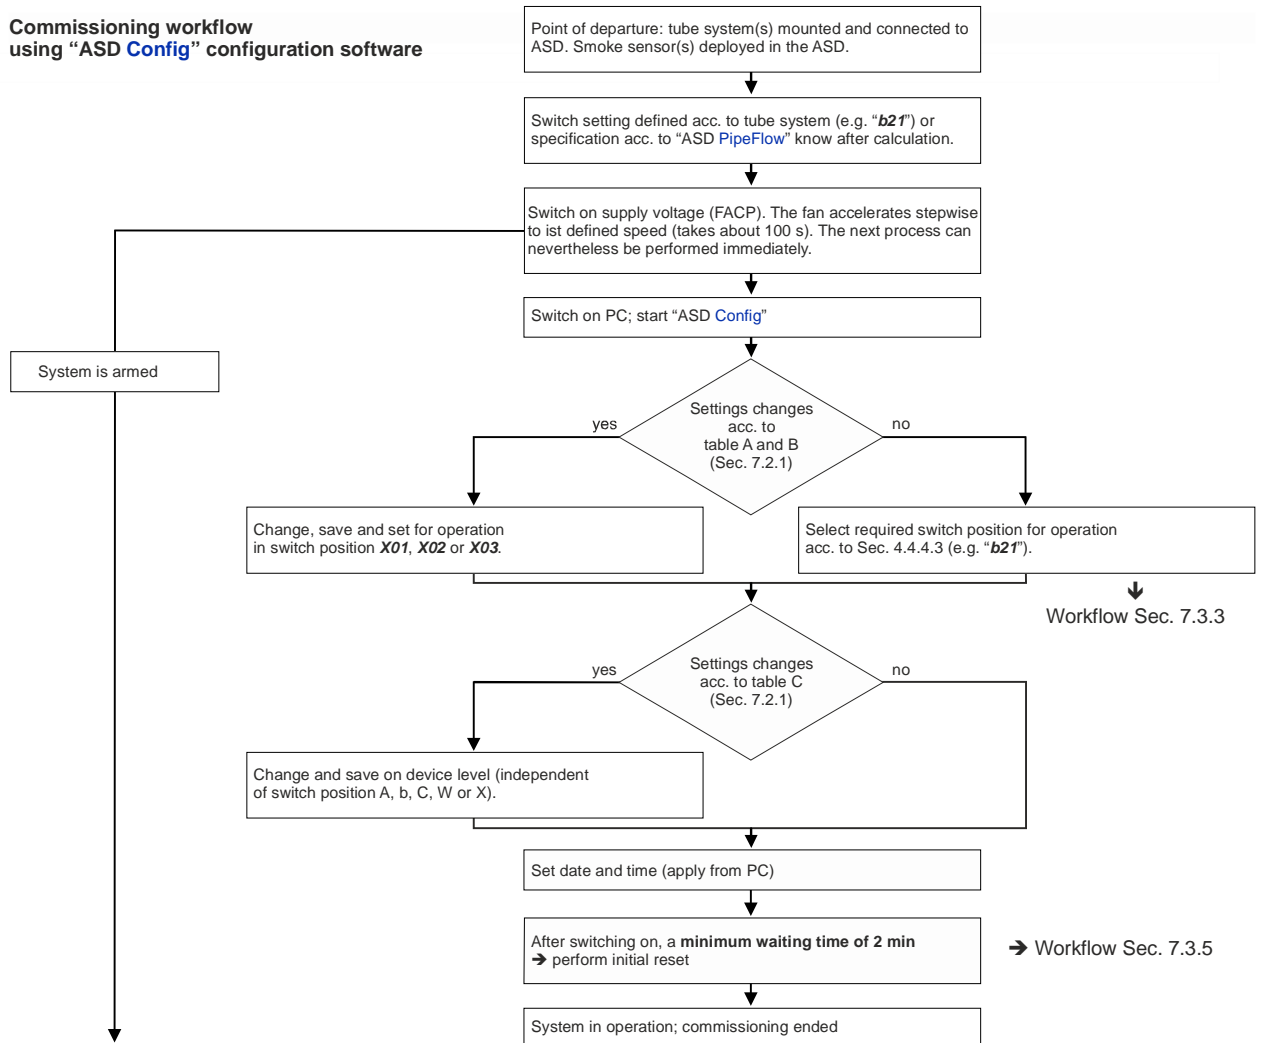 Commissioning workflow
using “ASD Config” configuration software
Point of departure: tube system(s) mounted and connected to
ASD. Smoke sensor(s) deployed in the ASD.
Switch setting defined acc. to tube system (e.g. “b21”) or
specification acc. to “ASD PipeFlow” know after calculation.
Switch on supply voltage (FACP). The fan accelerates stepwise
to ist defined speed (takes about 100 s). The next process can
nevertheless be performed immediately.
Switch on PC; start “ASD Config”
System is armed
Settings changes
acc. to
table A and B
(Sec. 7.2.1)
yes
no
Change, save and set for operation
in switch position X01, X02 or X03.
Select required switch position for operation
acc. to Sec. 4.4.4.3 (e.g. “b21”).
Workflow Sec. 7.3.3
Settings changes
acc. to table C
(Sec. 7.2.1)
yes
no
Change and save on device level (independent
of switch position A, b, C, W or X).
Set date and time (apply from PC)
After switching on, a minimum waiting time of 2 min
➔ perform initial reset
➔ Workflow Sec. 7.3.5
System in operation; commissioning ended